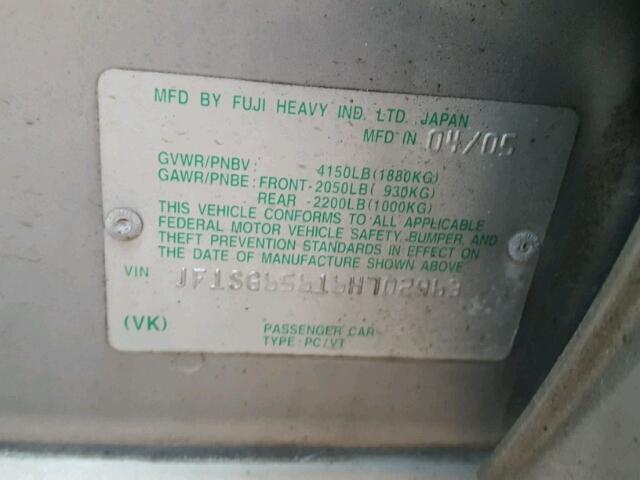 MFD BY FUJI HEAVY IND. LTD. JAPAN
MFD IN 04/05
GVWR/PNBV 4150LB(1880KG)
GAWR/PNBE: FRONT-2050LB( 930KG)
REAR -2200LB(1000KG)
THIS VEHICLE CONFORMS TO ALL APPLICABLE
FEDERAL MOTOR VEHICLE SAFETY, BUMPER, AND
THEFT PREVENTION STANDARDS IN EFFECT ON
THE DATE OF MANUFACTURE SHOWN ABOVE
VIN
(VK) PASSENGER CAR
TYPE:PC/VT